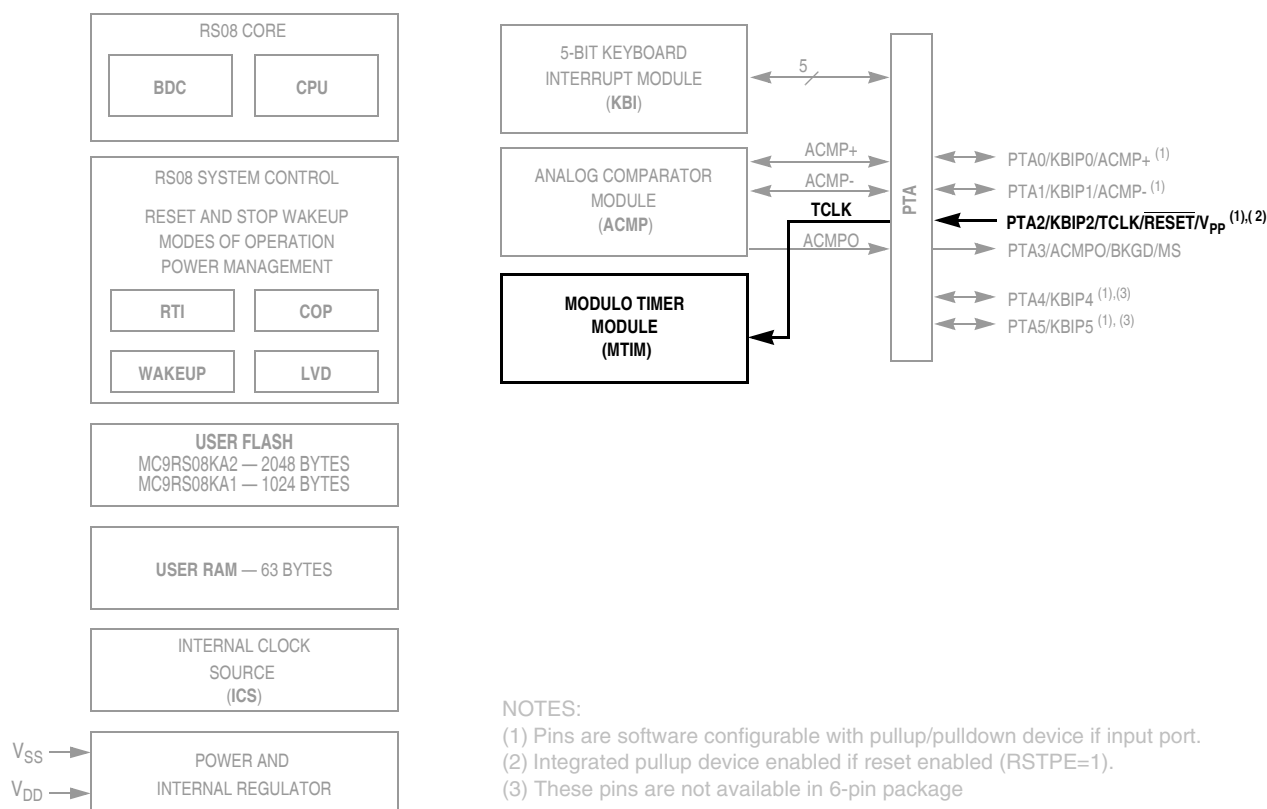 RS08 CORE
BDC
CPU
RS08 SYSTEM CONTROL
RESET AND STOP WAKEUP
MODES OF OPERATION
POWER MANAGEMENT
RTI
COP
WAKEUP
LVD
USER FLASH
MC9RS08KA2 — 2048 BYTES
MC9RS08KA1 — 1024 BYTES
USER RAM — 63 BYTES
INTERNAL CLOCK
SOURCE
(ICS)
VSS
VDD
POWER AND
INTERNAL REGULATOR
5-BIT KEYBOARD
INTERRUPT MODULE
(KBI)
5
ANALOG COMPARATOR
MODULE
(ACMP)
ACMP+
ACMP-
TCLK
ACMPO
MODULO TIMER
MODULE
(MTIM)
PTA
PTA0/KBIP0/ACMP+ (1)
PTA1/KBIP1/ACMP- (1)
PTA2/KBIP2/TCLK/RESET/VPP (1),( 2)
PTA3/ACMPO/BKGD/MS
PTA4/KBIP4 (1),(3)
PTA5/KBIP5 (1), (3)
NOTES:
(1) Pins are software configurable with pullup/pulldown device if input port.
(2) Integrated pullup device enabled if reset enabled (RSTPE=1).
(3) These pins are not available in 6-pin package